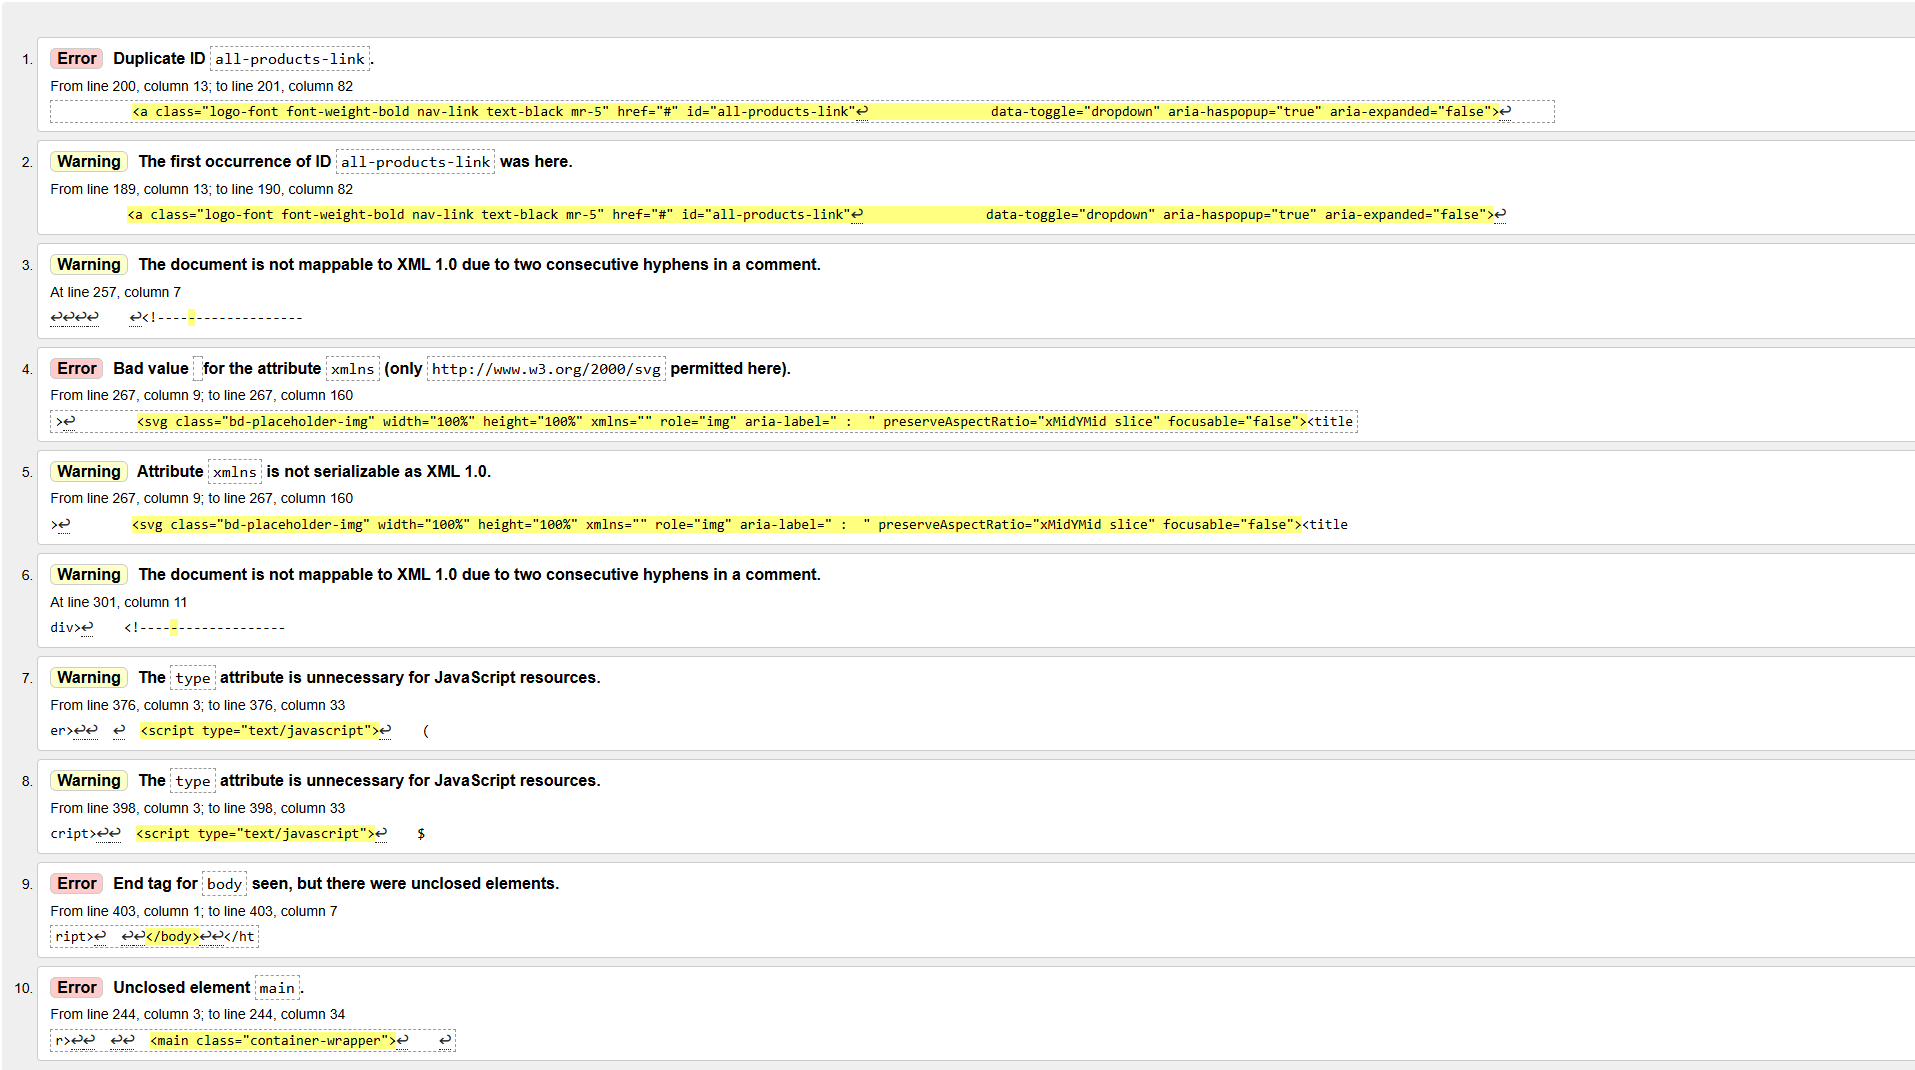 1. Error Duplicate ID all-products-link.
From line 200, column 13; to line 201, column 82
<a class="logo-font font-weight-bold nav-link text-black mr-5" href="#" id="all-products-link"↩ data-toggle="dropdown" aria-haspopup="true" aria-expanded="false">↩
2. Warning The first occurrence of ID all-products-link was here.
From line 189, column 13; to line 190, column 82
<a class="logo-font font-weight-bold nav-link text-black mr-5" href="#" id="all-products-link"↩ data-toggle="dropdown" aria-haspopup="true" aria-expanded="false">↩
3. Warning The document is not mappable to XML 1.0 due to two consecutive hyphens in a comment.
At line 257, column 7
↩↩↩↩ ↩<!-------------------
4. Error Bad value for the attribute xmlns (only http://www.w3.org/2000/svg permitted here).
From line 267, column 9; to line 267, column 160
>↩ <svg class="bd-placeholder-img" width="100%" height="100%" xmlns="" role="img" aria-label=" :  " preserveAspectRatio="xMidYMid slice" focusable="false"><title
5. Warning Attribute xmlns is not serializable as XML 1.0.
From line 267, column 9; to line 267, column 160
>↩ <svg class="bd-placeholder-img" width="100%" height="100%" xmlns="" role="img" aria-label=" :  " preserveAspectRatio="xMidYMid slice" focusable="false"><title
6. Warning The document is not mappable to XML 1.0 due to two consecutive hyphens in a comment.
At line 301, column 11
div>↩ <!-------------------
7. Warning The type attribute is unnecessary for JavaScript resources.
From line 376, column 3; to line 376, column 33
er>↩↩ ↩ <script type="text/javascript">↩ (
8. Warning The type attribute is unnecessary for JavaScript resources.
From line 398, column 3; to line 398, column 33
cript>↩↩ <script type="text/javascript">↩ $
9. Error End tag for body seen, but there were unclosed elements.
From line 403, column 1; to line 403, column 7
ript>↩ ↩↩</body>↩↩</ht
10. Error Unclosed element main.
From line 244, column 3; to line 244, column 34
r>↩↩ ↩↩ <main class="container-wrapper">↩ ↩